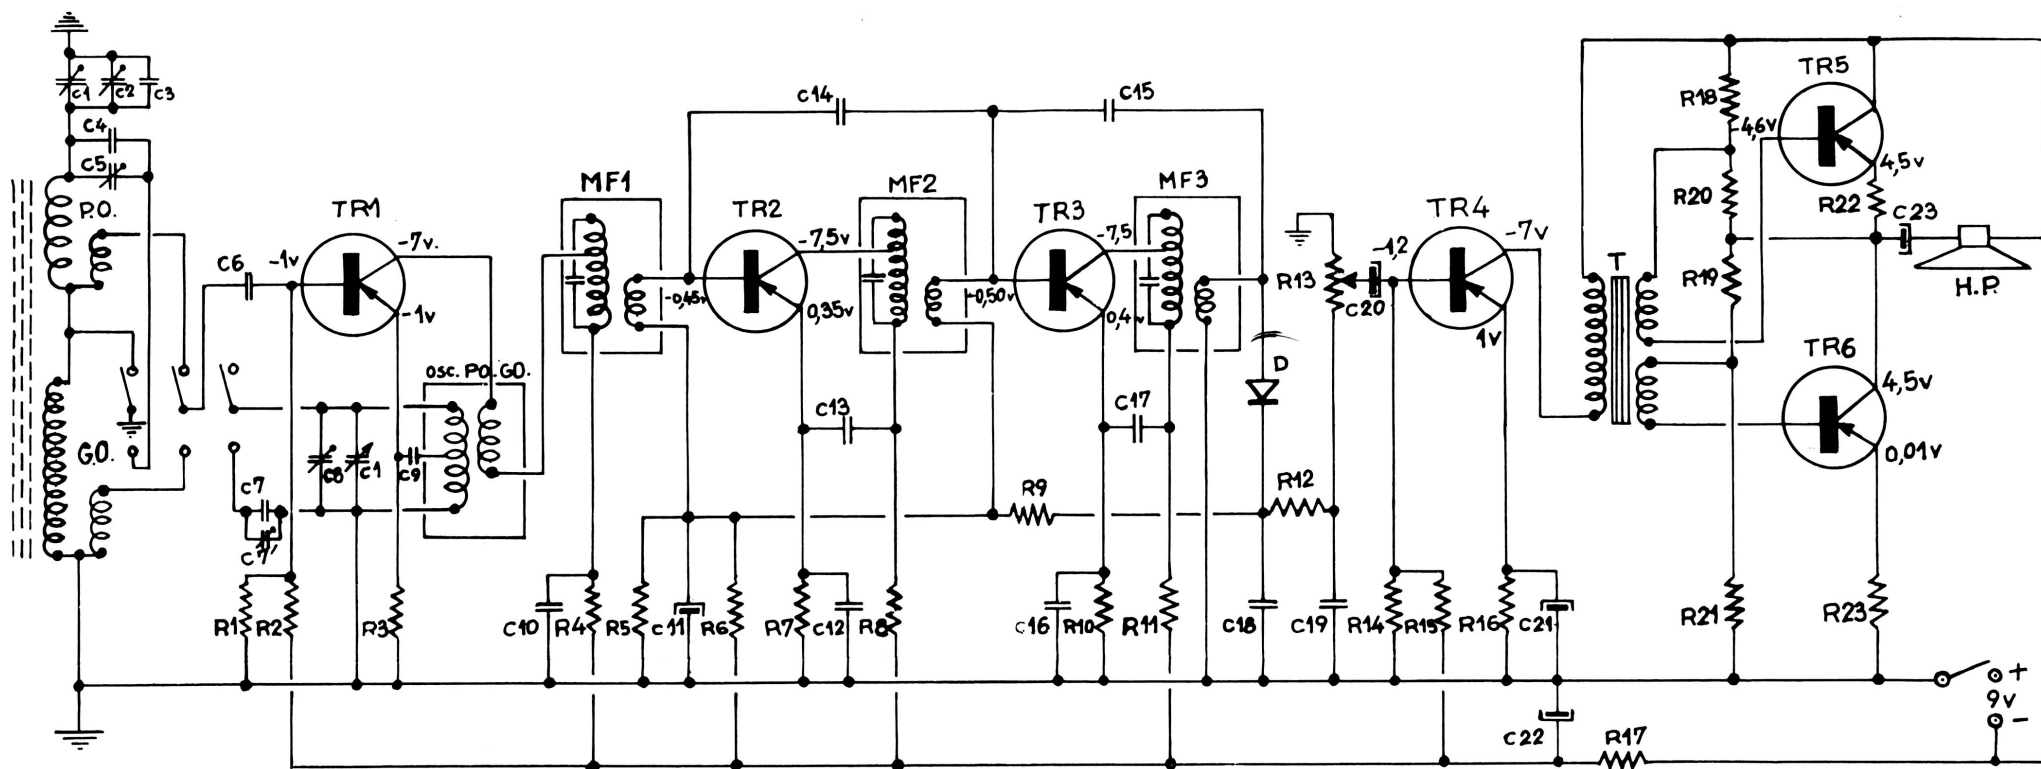 C1 C2 C3
C4
C5
P.O.
G.O.
C6
-1v
TR1
-7v.
-1v
osc. P.O. G.O.
C8 C1 C9
C7
C7'
R1 R2 R3
MF1
C10 R4 R5 C11 R6
C14
TR2
-7,5v
-0,45v
0,35v
C13
R7 C12 R8
MF2
C15
TR3
-7,5
-0,50v
0,4v
MF3
C17
R9
C16 R10 R11
D
R12
C18 C19
R13
C20
-1,2
TR4
-7v
1v
R14 R15 R16 C21
C22
R17
T
R18
-4,6v
R20
R19
R21
TR5
4,5v
R22
C23
H.P.
TR6
4,5v
0,01v
R23
+
9v
-